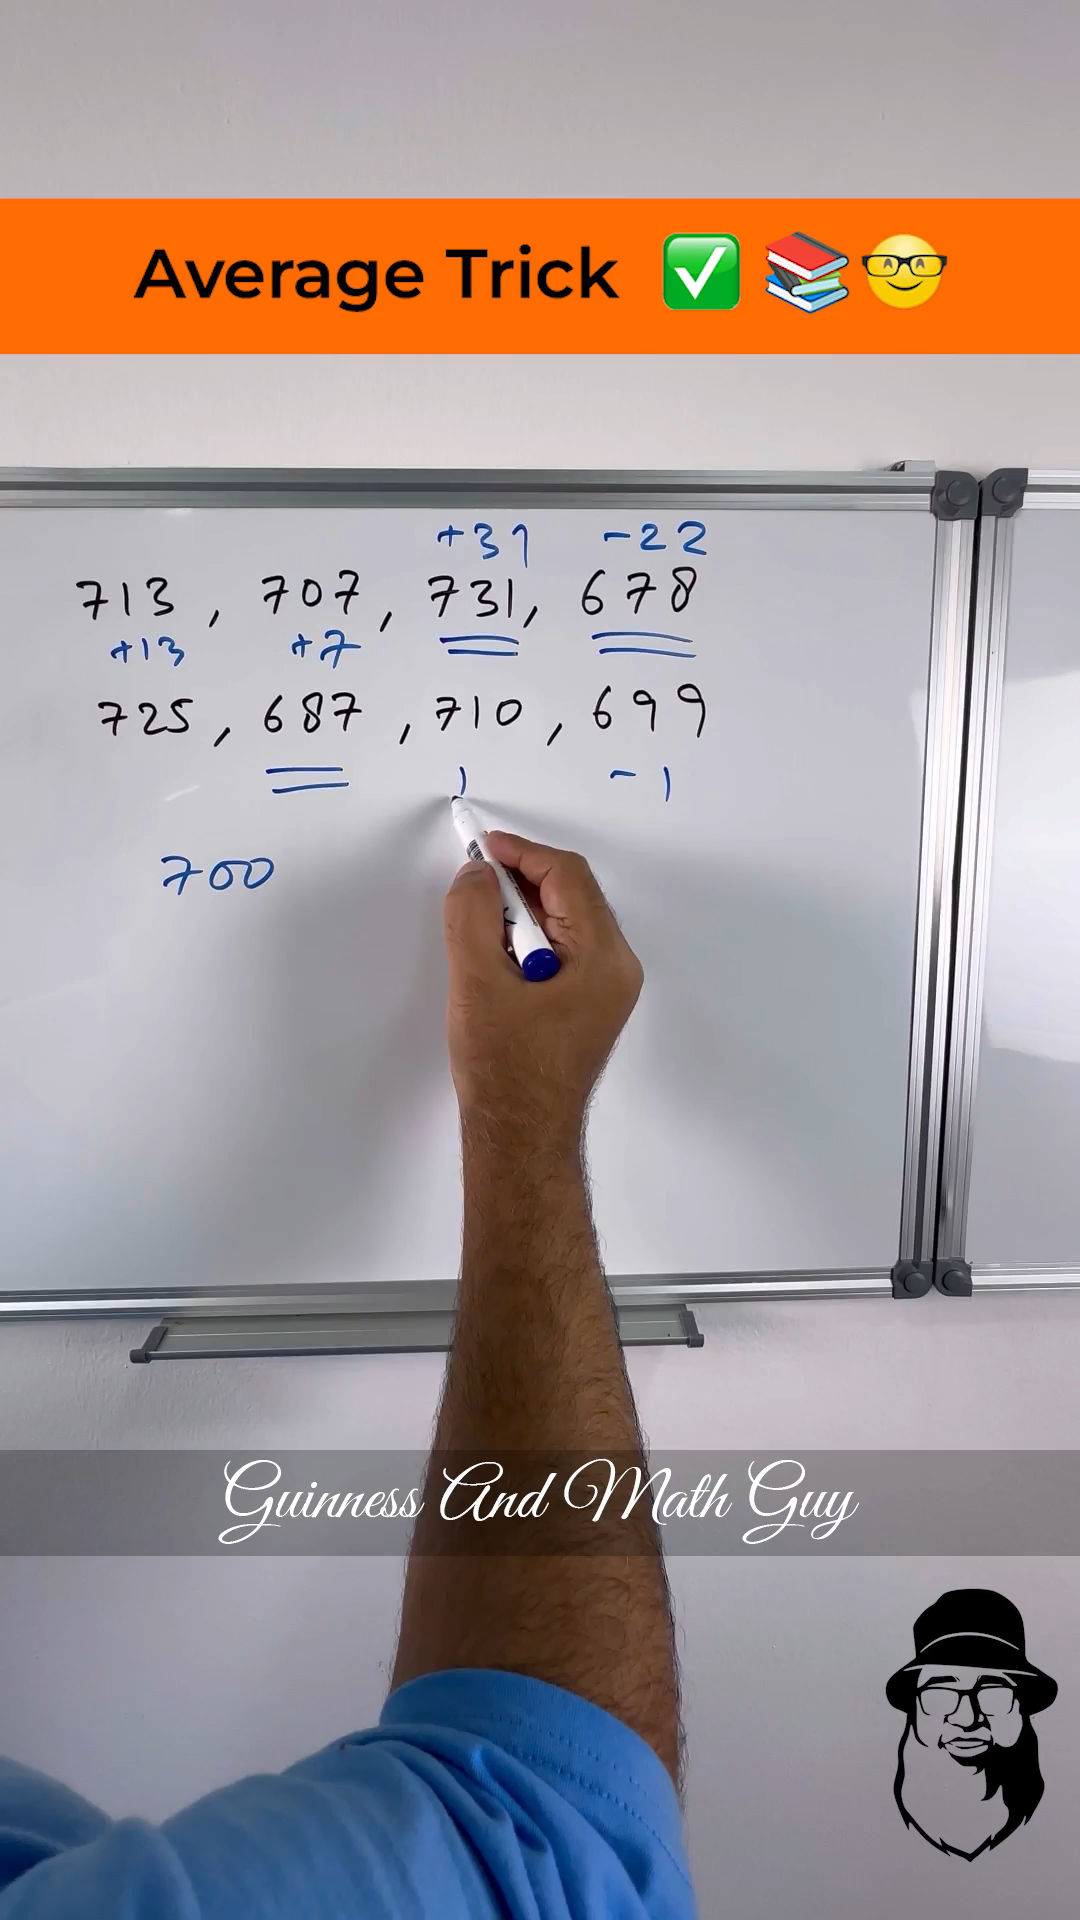 Average Trick
+31 -22
713, 707, 731, 678
+13 +7
725, 687, 710, 699
1 -1
700
Guinness And Math Guy